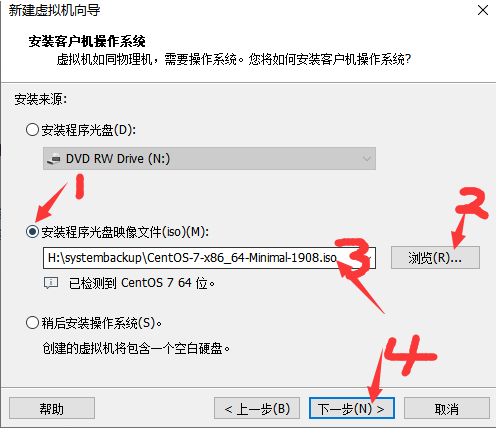 新建虚拟机向导
安装客户机操作系统
虚拟机如同物理机，需要操作系统。您将如何安装客户机操作系统?
安装来源:
安装程序光盘(D):
DVD RW Drive (N:)
1
安装程序光盘映像文件(iso)(M):
2
H:\systembackup\CentOS-7-x86_64-Minimal-1908.iso
3
浏览(R)...
已检测到 CentOS 7 64 位。
稍后安装操作系统(S)。
创建的虚拟机将包含一个空白硬盘。
4
帮助
< 上一步(B)
下一步(N) >
取消